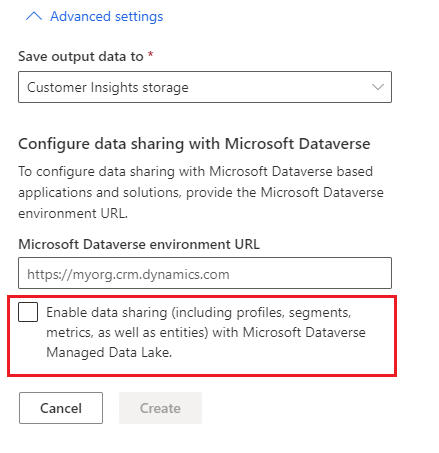 Advanced settings
Save output data to *
Customer Insights storage
Configure data sharing with Microsoft Dataverse
To configure data sharing with Microsoft Dataverse based
applications and solutions, provide the Microsoft Dataverse
environment URL.
Microsoft Dataverse environment URL
https://myorg.crm.dynamics.com
Enable data sharing (including profiles, segments,
metrics, as well as entities) with Microsoft Dataverse
Managed Data Lake.
Cancel
Create